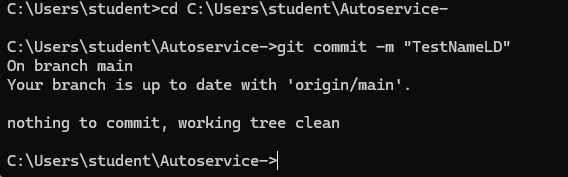 C:\Users\student>cd C:\Users\student\Autoservice-
C:\Users\student\Autoservice->git commit -m "TestNameLD"
On branch main
Your branch is up to date with 'origin/main'.
nothing to commit, working tree clean
C:\Users\student\Autoservice->